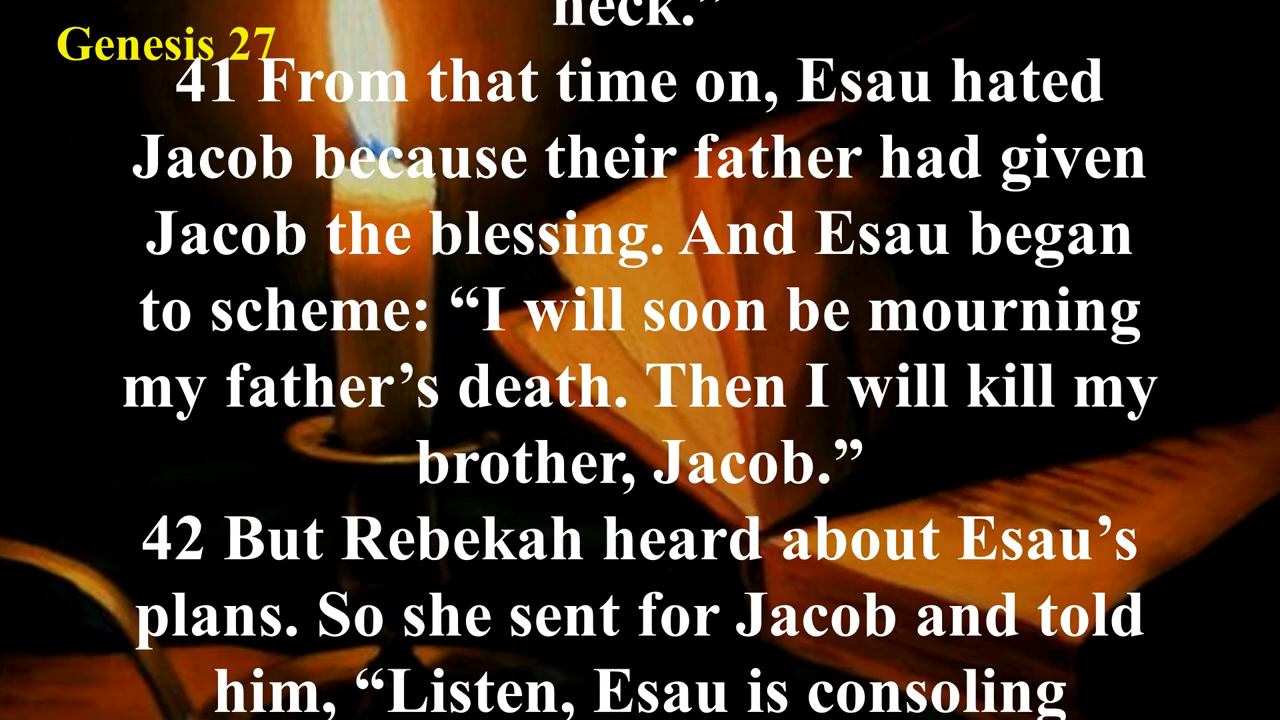 neck.”
Genesis 27
41 From that time on, Esau hated
Jacob because their father had given
Jacob the blessing. And Esau began
to scheme: “I will soon be mourning
my father’s death. Then I will kill my
brother, Jacob.”
42 But Rebekah heard about Esau’s
plans. So she sent for Jacob and told
him, “Listen, Esau is consoling